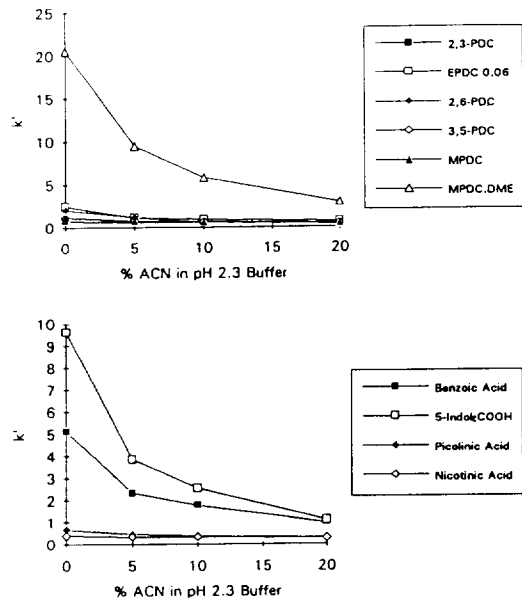 25
20
15
k'
10
5
0
0 5 10 15 20
% ACN in pH 2.3 Buffer
2,3-PDC
EPDC 0.06
2,6-PDC
3,5-PDC
MPDC
MPDC.DME
10
9
8
7
6
k'
5
4
3
2
1
0
0 5 10 15 20
% ACN in pH 2.3 Buffer
Benzoic Acid
5-IndoleCOOH
Picolinic Acid
Nicotinic Acid